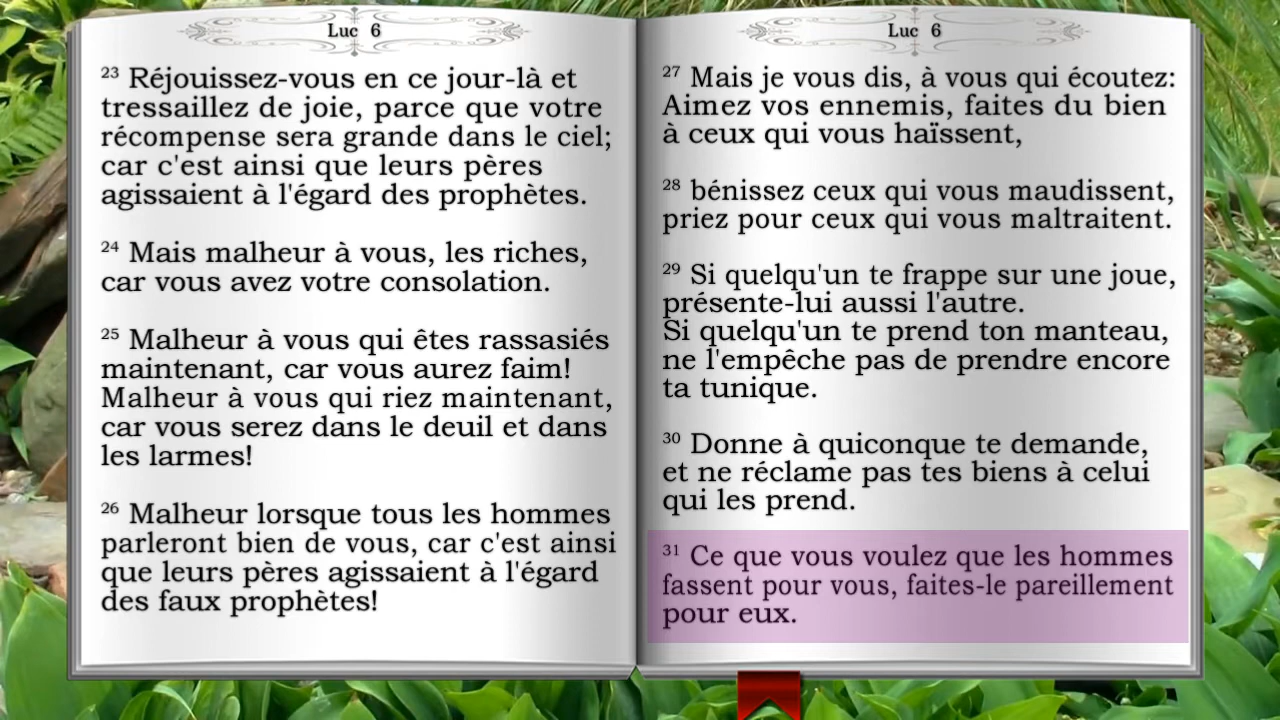 Luc 6
23 Réjouissez-vous en ce jour-là et
tressaillez de joie, parce que votre
récompense sera grande dans le ciel;
car c'est ainsi que leurs pères
agissaient à l'égard des prophètes.
24 Mais malheur à vous, les riches,
car vous avez votre consolation.
25 Malheur à vous qui êtes rassasiés
maintenant, car vous aurez faim!
Malheur à vous qui riez maintenant,
car vous serez dans le deuil et dans
les larmes!
26 Malheur lorsque tous les hommes
parleront bien de vous, car c'est ainsi
que leurs pères agissaient à l'égard
des faux prophètes!
Luc 6
27 Mais je vous dis, à vous qui écoutez:
Aimez vos ennemis, faites du bien
à ceux qui vous haïssent,
28 bénissez ceux qui vous maudissent,
priez pour ceux qui vous maltraitent.
29 Si quelqu'un te frappe sur une joue,
présente-lui aussi l'autre.
Si quelqu'un te prend ton manteau,
ne l'empêche pas de prendre encore
ta tunique.
30 Donne à quiconque te demande,
et ne réclame pas tes biens à celui
qui les prend.
31 Ce que vous voulez que les hommes
fassent pour vous, faites-le pareillement
pour eux.